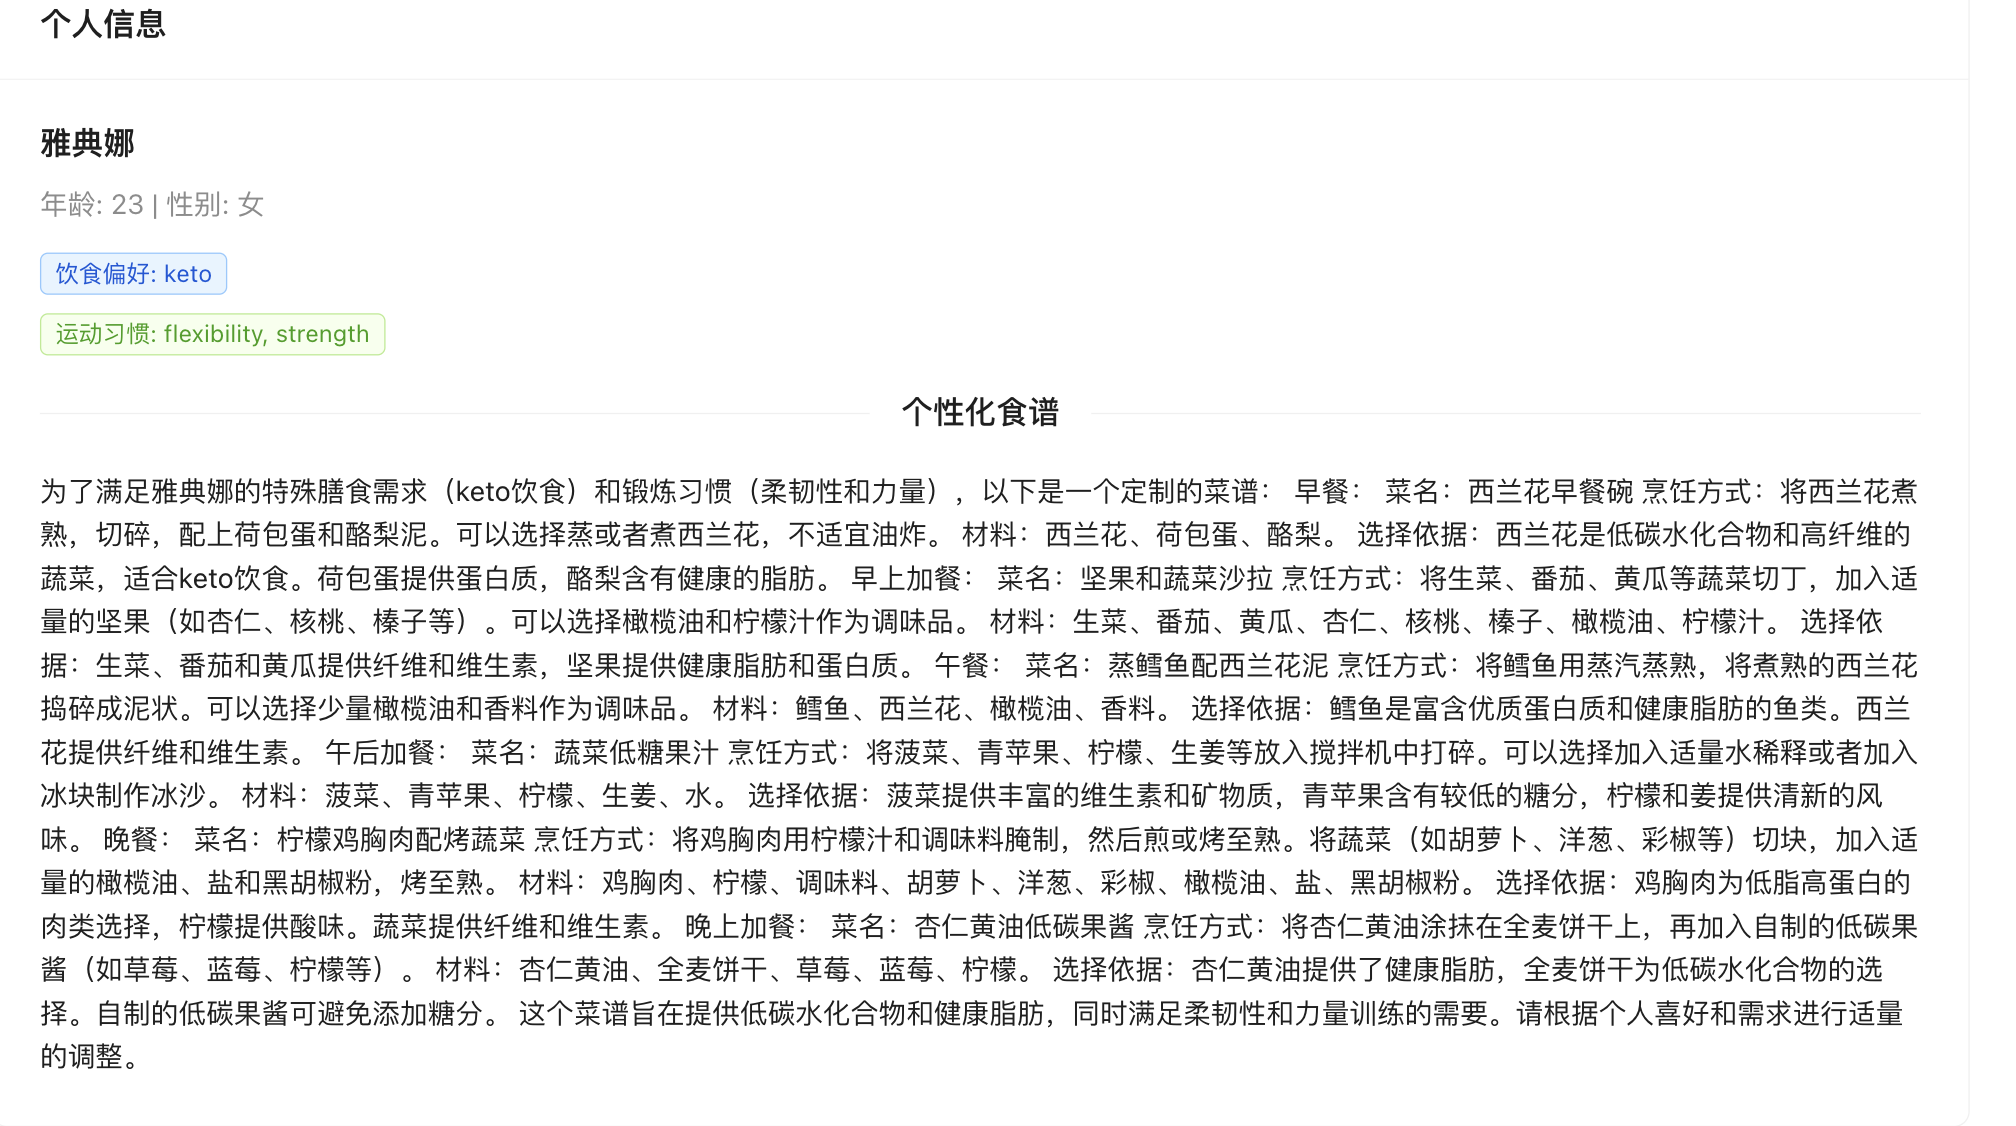 个人信息
雅典娜
年龄: 23 | 性别: 女
饮食偏好: keto
运动习惯: flexibility, strength
个性化食谱
为了满足雅典娜的特殊膳食需求（keto饮食）和锻炼习惯（柔韧性和力量），以下是一个定制的菜谱： 早餐： 菜名：西兰花早餐碗 烹饪方式：将西兰花煮
熟，切碎，配上荷包蛋和酪梨泥。可以选择蒸或者煮西兰花，不适宜油炸。 材料：西兰花、荷包蛋、酪梨。 选择依据：西兰花是低碳水化合物和高纤维的
蔬菜，适合keto饮食。荷包蛋提供蛋白质，酪梨含有健康的脂肪。 早上加餐： 菜名：坚果和蔬菜沙拉 烹饪方式：将生菜、番茄、黄瓜等蔬菜切丁，加入适
量的坚果（如杏仁、核桃、榛子等）。可以选择橄榄油和柠檬汁作为调味品。 材料：生菜、番茄、黄瓜、杏仁、核桃、榛子、橄榄油、柠檬汁。 选择依
据：生菜、番茄和黄瓜提供纤维和维生素，坚果提供健康脂肪和蛋白质。 午餐： 菜名：蒸鳕鱼配西兰花泥 烹饪方式：将鳕鱼用蒸汽蒸熟，将煮熟的西兰花
捣碎成泥状。可以选择少量橄榄油和香料作为调味品。 材料：鳕鱼、西兰花、橄榄油、香料。 选择依据：鳕鱼是富含优质蛋白质和健康脂肪的鱼类。西兰
花提供纤维和维生素。 午后加餐： 菜名：蔬菜低糖果汁 烹饪方式：将菠菜、青苹果、柠檬、生姜等放入搅拌机中打碎。可以选择加入适量水稀释或者加入
冰块制作冰沙。 材料：菠菜、青苹果、柠檬、生姜、水。 选择依据：菠菜提供丰富的维生素和矿物质，青苹果含有较低的糖分，柠檬和姜提供清新的风
味。 晚餐： 菜名：柠檬鸡胸肉配烤蔬菜 烹饪方式：将鸡胸肉用柠檬汁和调味料腌制，然后煎或烤至熟。将蔬菜（如胡萝卜、洋葱、彩椒等）切块，加入适
量的橄榄油、盐和黑胡椒粉，烤至熟。 材料：鸡胸肉、柠檬、调味料、胡萝卜、洋葱、彩椒、橄榄油、盐、黑胡椒粉。 选择依据：鸡胸肉为低脂高蛋白的
肉类选择，柠檬提供酸味。蔬菜提供纤维和维生素。 晚上加餐： 菜名：杏仁黄油低碳果酱 烹饪方式：将杏仁黄油涂抹在全麦饼干上，再加入自制的低碳果
酱（如草莓、蓝莓、柠檬等）。 材料：杏仁黄油、全麦饼干、草莓、蓝莓、柠檬。 选择依据：杏仁黄油提供了健康脂肪，全麦饼干为低碳水化合物的选
择。自制的低碳果酱可避免添加糖分。 这个菜谱旨在提供低碳水化合物和健康脂肪，同时满足柔韧性和力量训练的需要。请根据个人喜好和需求进行适量
的调整。